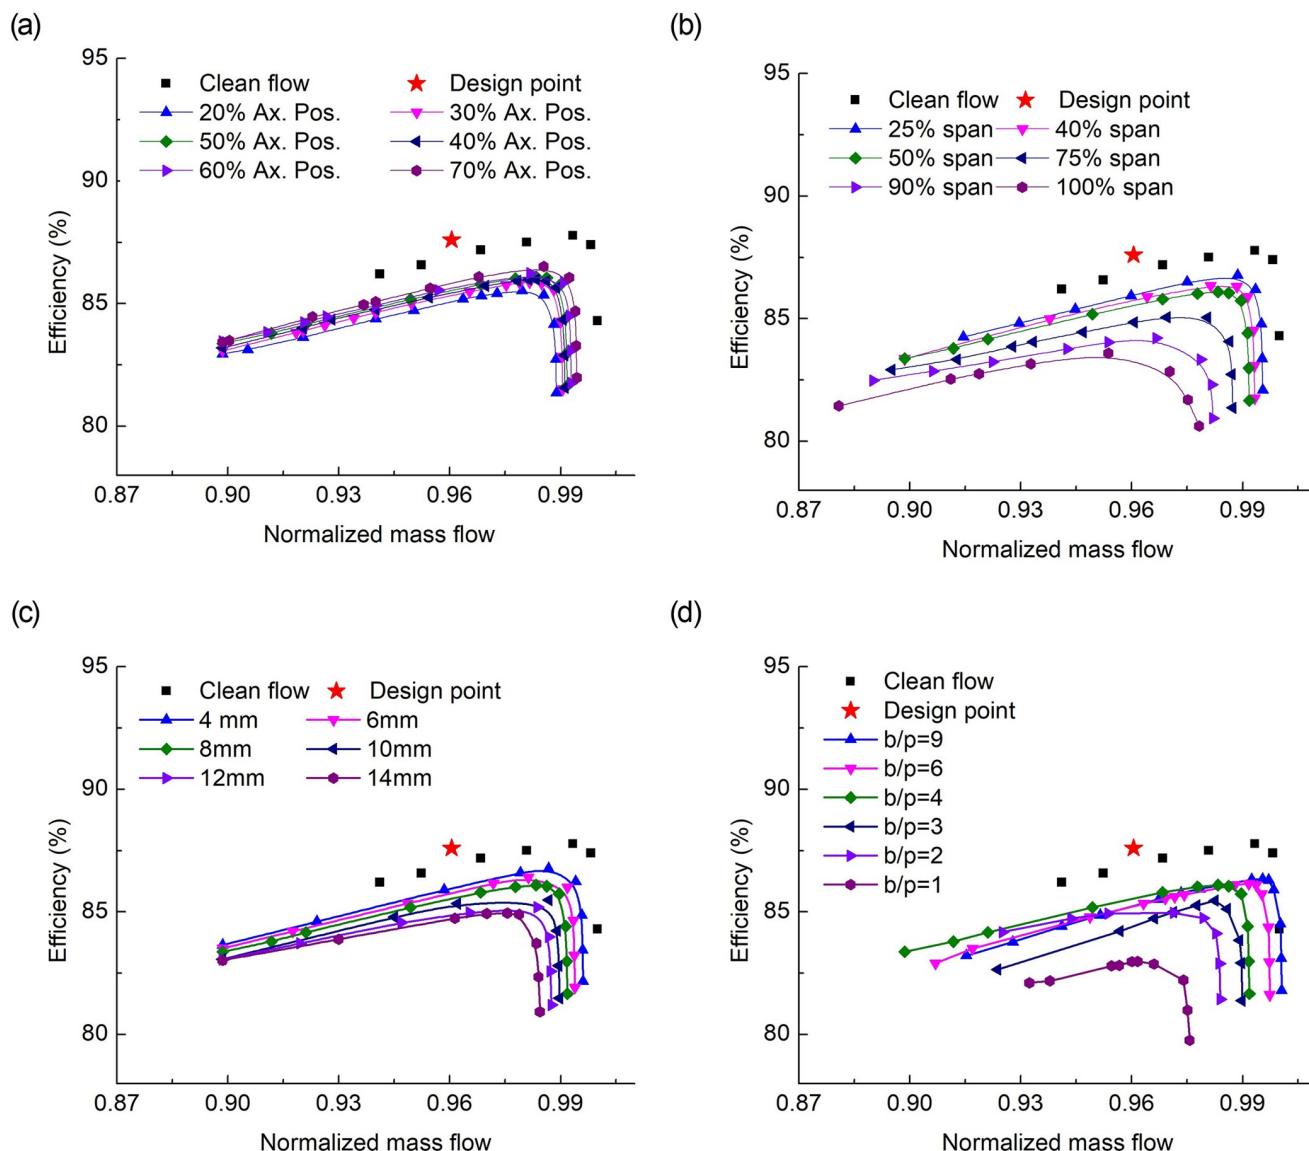 (a)
95
Clean flow Design point
20% Ax. Pos. 30% Ax. Pos.
50% Ax. Pos. 40% Ax. Pos.
60% Ax. Pos. 70% Ax. Pos.
90
85
80
Efficiency (%)
0.87 0.90 0.93 0.96 0.99
Normalized mass flow
(b)
95
Clean flow Design point
25% span 40% span
50% span 75% span
90% span 100% span
90
85
80
Efficiency (%)
0.87 0.90 0.93 0.96 0.99
Normalized mass flow
(c)
95
Clean flow Design point
4 mm 6mm
8mm 10mm
12mm 14mm
90
85
80
Efficiency (%)
0.87 0.90 0.93 0.96 0.99
Normalized mass flow
(d)
95
Clean flow
Design point
b/p=9
b/p=6
b/p=4
b/p=3
b/p=2
b/p=1
90
85
80
Efficiency (%)
0.87 0.90 0.93 0.96 0.99
Normalized mass flow